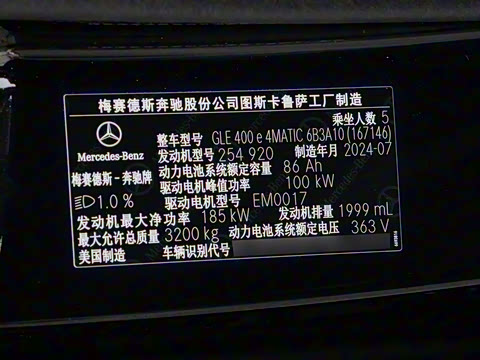 梅赛德斯奔驰股份公司图斯卡鲁萨工厂制造
乘坐人数 5
整车型号 GLE 400 e 4MATIC 6B3A10 (167146)
Mercedes-Benz 发动机型号 254 920 制造年月 2024-07
动力电池系统额定容量 86 Ah
梅赛德斯-奔驰牌 驱动电机峰值功率 100 kW
1.0 % 驱动电机型号 EM0017
发动机最大净功率 185 kW 发动机排量 1999 mL
最大允许总质量 3200 kg 动力电池系统额定电压 363 V
美国制造 车辆识别代号